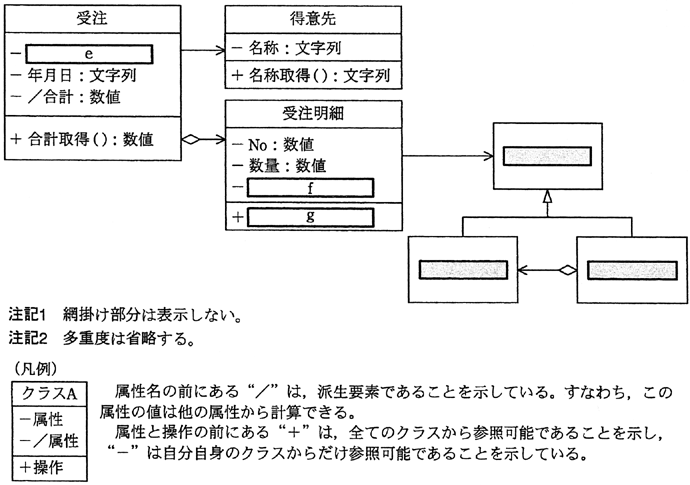 受注
－ e
－ 年月日：文字列
－ ／合計：数値
＋ 合計取得()：数値
得意先
－ 名称：文字列
＋ 名称取得()：文字列
受注明細
－ No：数値
－ 数量：数値
－ f
＋ g
注記1 網掛け部分は表示しない。
注記2 多重度は省略する。
（凡例）
クラスA
－属性
－／属性
＋操作
属性名の前にある“／”は，派生要素であることを示している。すなわち，この
属性の値は他の属性から計算できる。
属性と操作の前にある“＋”は，全てのクラスから参照可能であることを示し，
“－”は自分自身のクラスからだけ参照可能であることを示している。